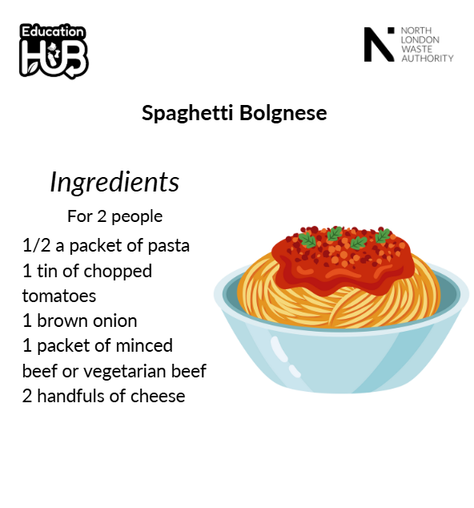 Education
HUB
NORTH
LONDON
WASTE
AUTHORITY
Spaghetti Bolgnese
Ingredients
For 2 people
1/2 a packet of pasta
1 tin of chopped
tomatoes
1 brown onion
1 packet of minced
beef or vegetarian beef
2 handfuls of cheese